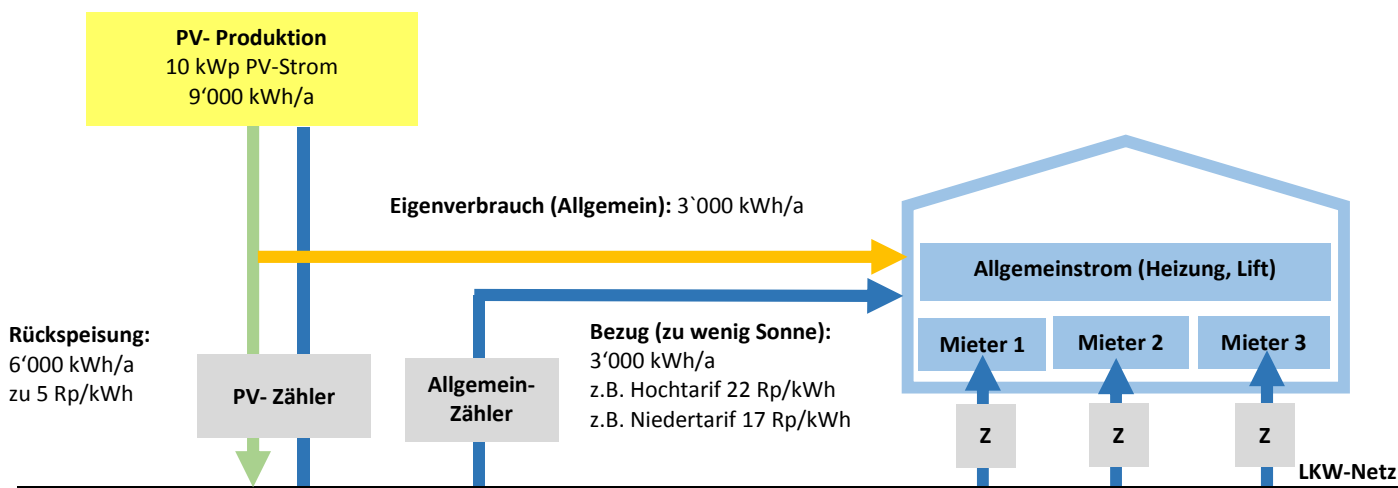 PV- Produktion
10 kWp PV-Strom
9‘000 kWh/a
Eigenverbrauch (Allgemein): 3`000 kWh/a
Allgemeinstrom (Heizung, Lift)
Rückspeisung:
6‘000 kWh/a
zu 5 Rp/kWh
PV- Zähler
Allgemein-
Zähler
Bezug (zu wenig Sonne):
3‘000 kWh/a
z.B. Hochtarif 22 Rp/kWh
z.B. Niedertarif 17 Rp/kWh
Mieter 1
Mieter 2
Mieter 3
Z
Z
Z
LKW-Netz